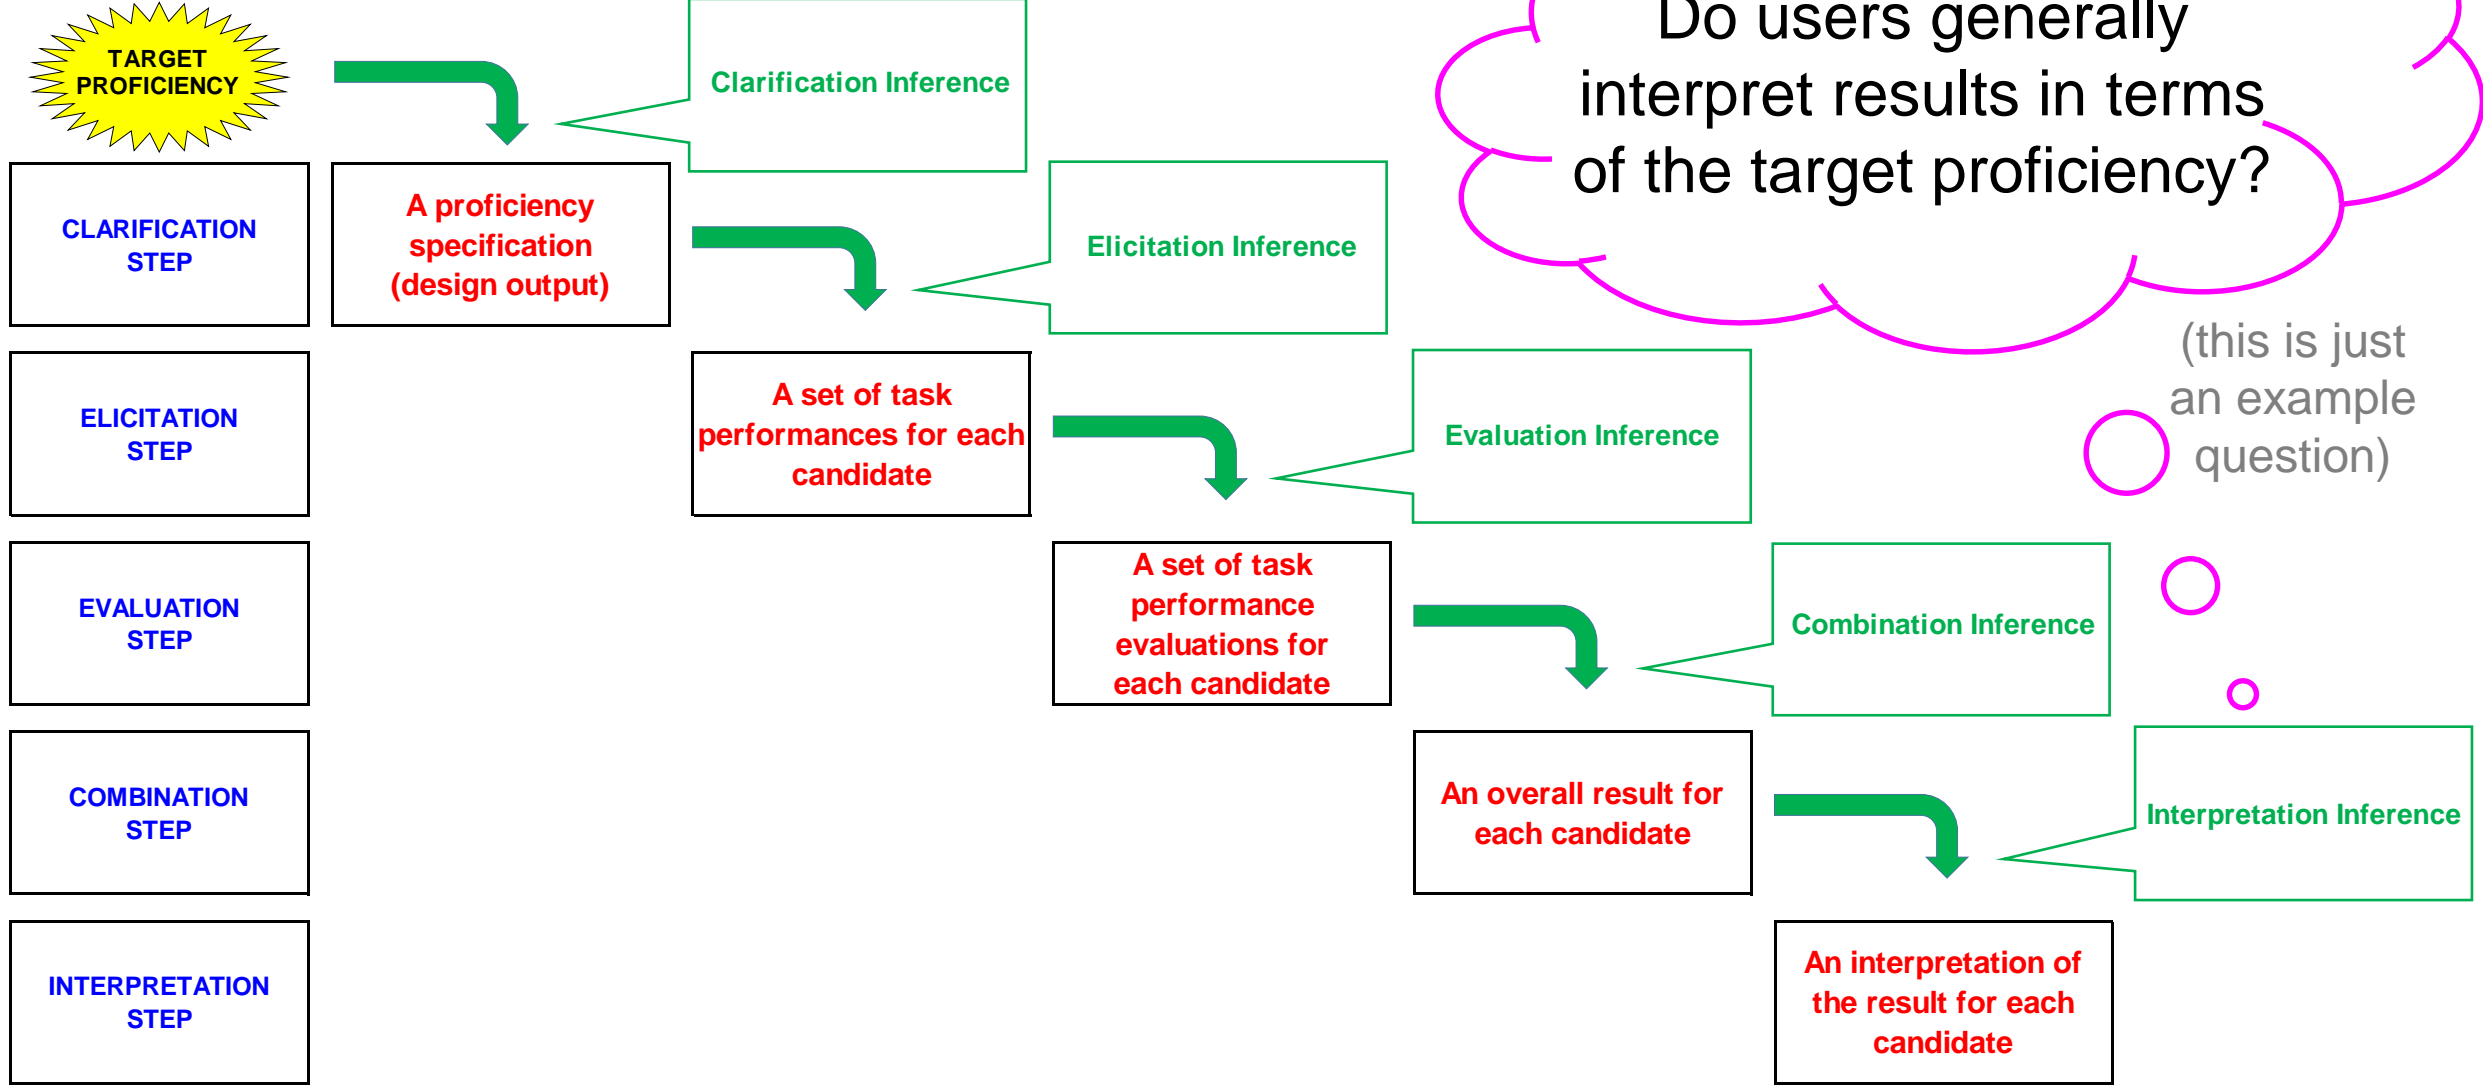 TARGET
PROFICIENCY
Clarification Inference
Do users generally
interpret results in terms
of the target proficiency?
(this is just
an example
question)
CLARIFICATION
STEP
A proficiency
specification
(design output)
Elicitation Inference
ELICITATION
STEP
A set of task
performances for each
candidate
Evaluation Inference
EVALUATION
STEP
A set of task
performance
evaluations for
each candidate
Combination Inference
COMBINATION
STEP
An overall result for
each candidate
Interpretation Inference
INTERPRETATION
STEP
An interpretation of
the result for each
candidate